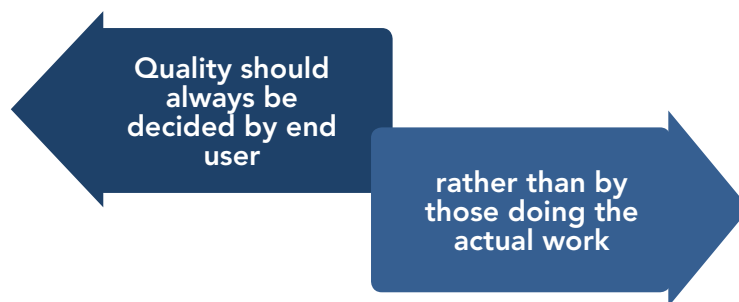 Quality should
always be
decided by end
user
rather than by
those doing the
actual work